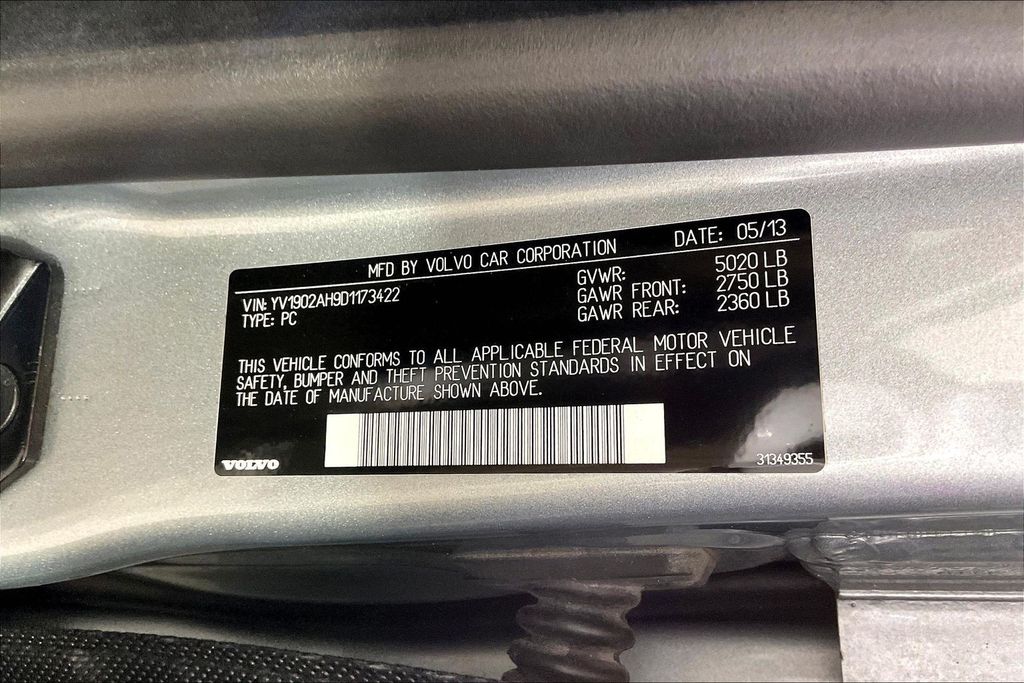 MFD BY VOLVO CAR CORPORATION DATE: 05/13
VIN: YV1902AH9D1173422 GVWR: 5020 LB
TYPE: PC GAWR FRONT: 2750 LB
GAWR REAR: 2360 LB
THIS VEHICLE CONFORMS TO ALL APPLICABLE FEDERAL MOTOR VEHICLE
SAFETY, BUMPER AND THEFT PREVENTION STANDARDS IN EFFECT ON
THE DATE OF MANUFACTURE SHOWN ABOVE.
VOLVO 31349355